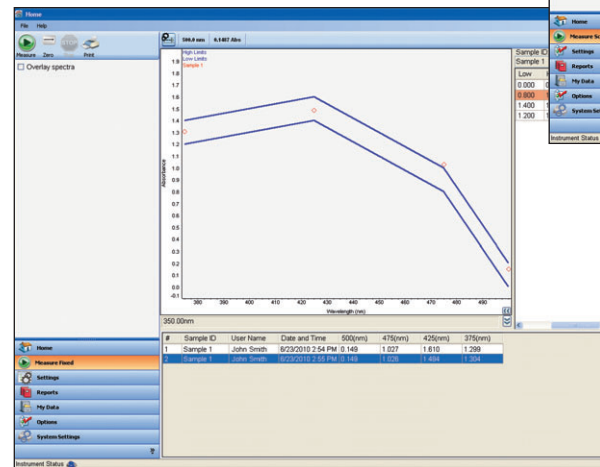 Home
File Help
Measure Zero STOP Print
Overlay spectra
500.0 nm 0.1487 Abs
High Limits
Low Limits
Sample 1
1.9
1.8
1.7
1.6
1.5
1.4
1.3
1.2
1.1
1.0
0.9
0.8
0.7
0.6
0.5
0.4
0.3
0.2
0.1
0.0
-0.1
Absorbance
380 390 400 410 420 430 440 450 460 470 480 490
Wavelength (nm)
350.00nm
Sample ID
Sample 1
Low
0.000
0.800
1.400
1.200
# Sample ID User Name Date and Time 500(nm) 475(nm) 425(nm) 375(nm)
1 Sample 1 John Smith 6/23/2010 2:54 PM 0.149 1.027 1.610 1.299
2 Sample 1 John Smith 6/23/2010 2:55 PM 0.149 1.028 1.494 1.304
Home
Measure Fixed
Settings
Reports
My Data
Options
System Settings
Instrument Status
Home
Measure Sc
Settings
Reports
My Data
Options
System Set
Instrument Status